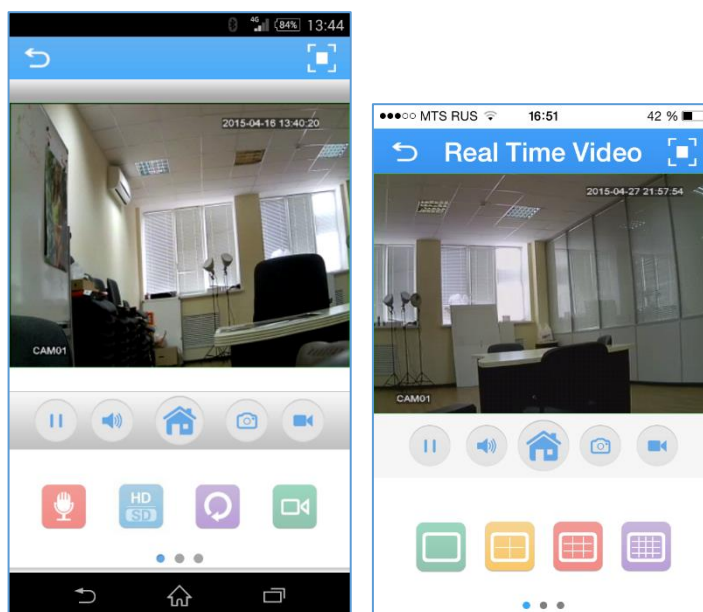 4G 84% 13:44
2015-04-16 13:40:20
CAM01
HD
SD
MTS RUS 16:51 42 %
Real Time Video
2015-04-27 21:57:54
CAM01